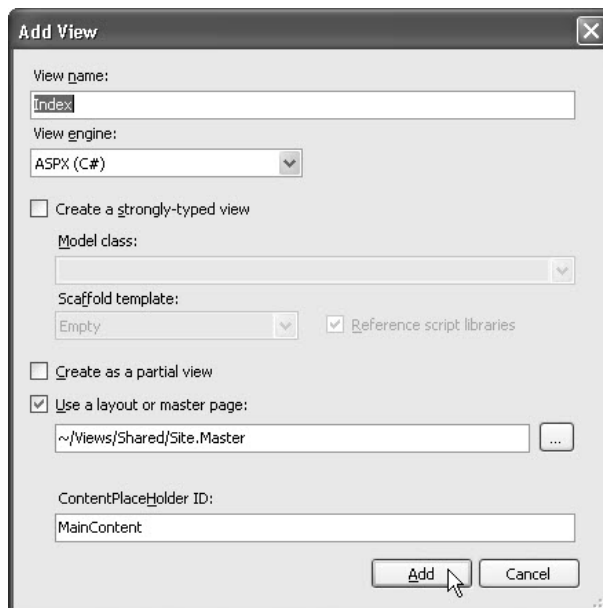 Add View
View name:
Index
View engine:
ASPX (C#)
Create a strongly-typed view
Model class:
Scaffold template:
Empty
Reference script libraries
Create as a partial view
Use a layout or master page:
~/Views/Shared/Site.Master
...
ContentPlaceHolder ID:
MainContent
Add Cancel